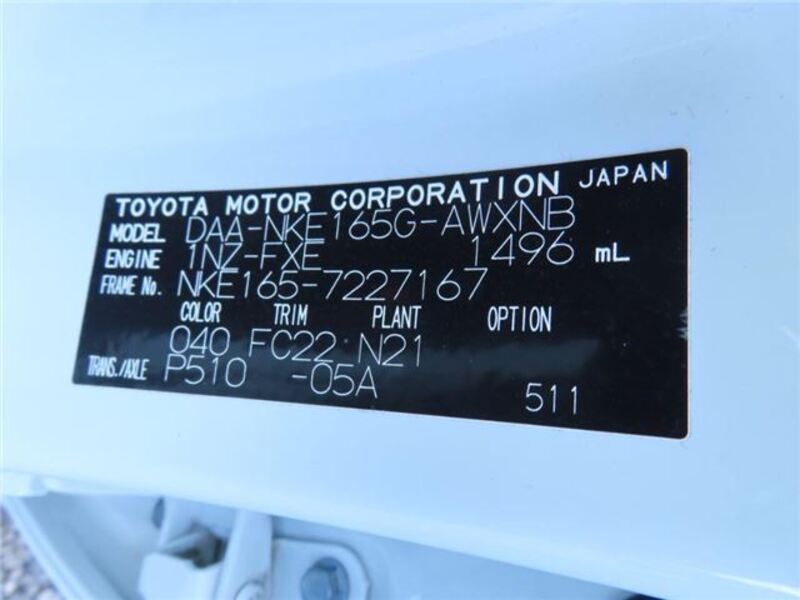 TOYOTA MOTOR CORPORATION JAPAN
MODEL DAA-NKE165G-AWXNB
ENGINE 1NZ-FXE 1496 mL
FRAME No. NKE165-7227167
COLOR TRIM PLANT OPTION
040 FC22 N21
TRANS./AXLE P510 -05A
511